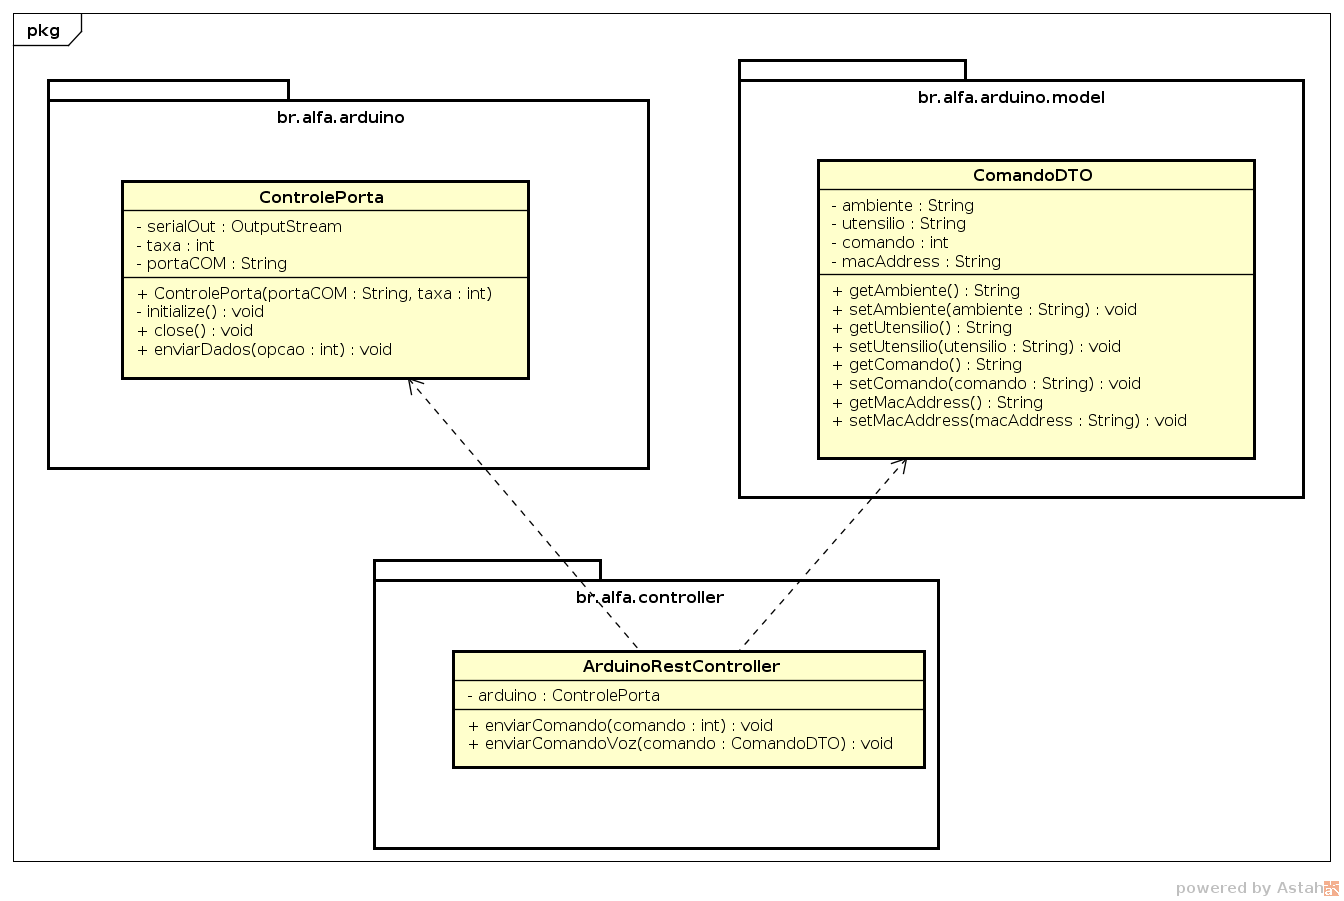 pkg
br.alfa.arduino
ControlePorta
- serialOut : OutputStream
- taxa : int
- portaCOM : String
+ ControlePorta(portaCOM : String, taxa : int)
- initialize() : void
+ close() : void
+ enviarDados(opcao : int) : void
br.alfa.arduino.model
ComandoDTO
- ambiente : String
- utensilio : String
- comando : int
- macAddress : String
+ getAmbiente() : String
+ setAmbiente(ambiente : String) : void
+ getUtensilio() : String
+ setUtensilio(utensilio : String) : void
+ getComando() : String
+ setComando(comando : String) : void
+ getMacAddress() : String
+ setMacAddress(macAddress : String) : void
br.alfa.controller
ArduinoRestController
- arduino : ControlePorta
+ enviarComando(comando : int) : void
+ enviarComandoVoz(comando : ComandoDTO) : void
powered by Astah